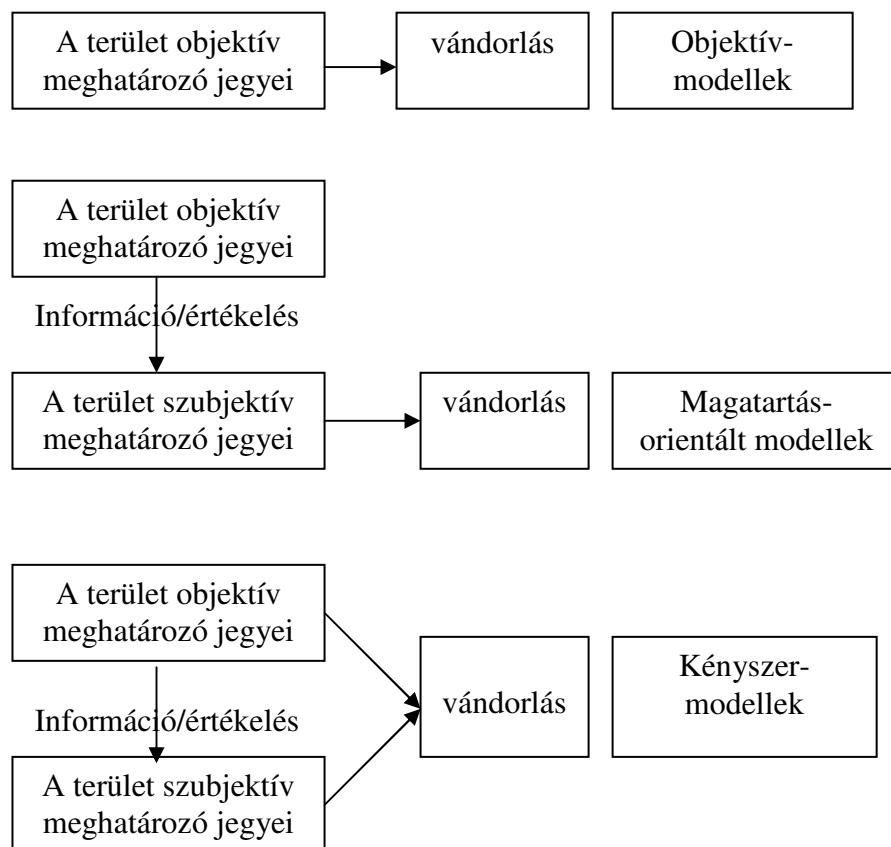 A terület objektív
meghatározó jegyei
vándorlás
Objektív-
modellek
A terület objektív
meghatározó jegyei
Információ/értékelés
A terület szubjektív
meghatározó jegyei
vándorlás
Magatartás-
orientált modellek
A terület objektív
meghatározó jegyei
Információ/értékelés
A terület szubjektív
meghatározó jegyei
vándorlás
Kényszer-
modellek